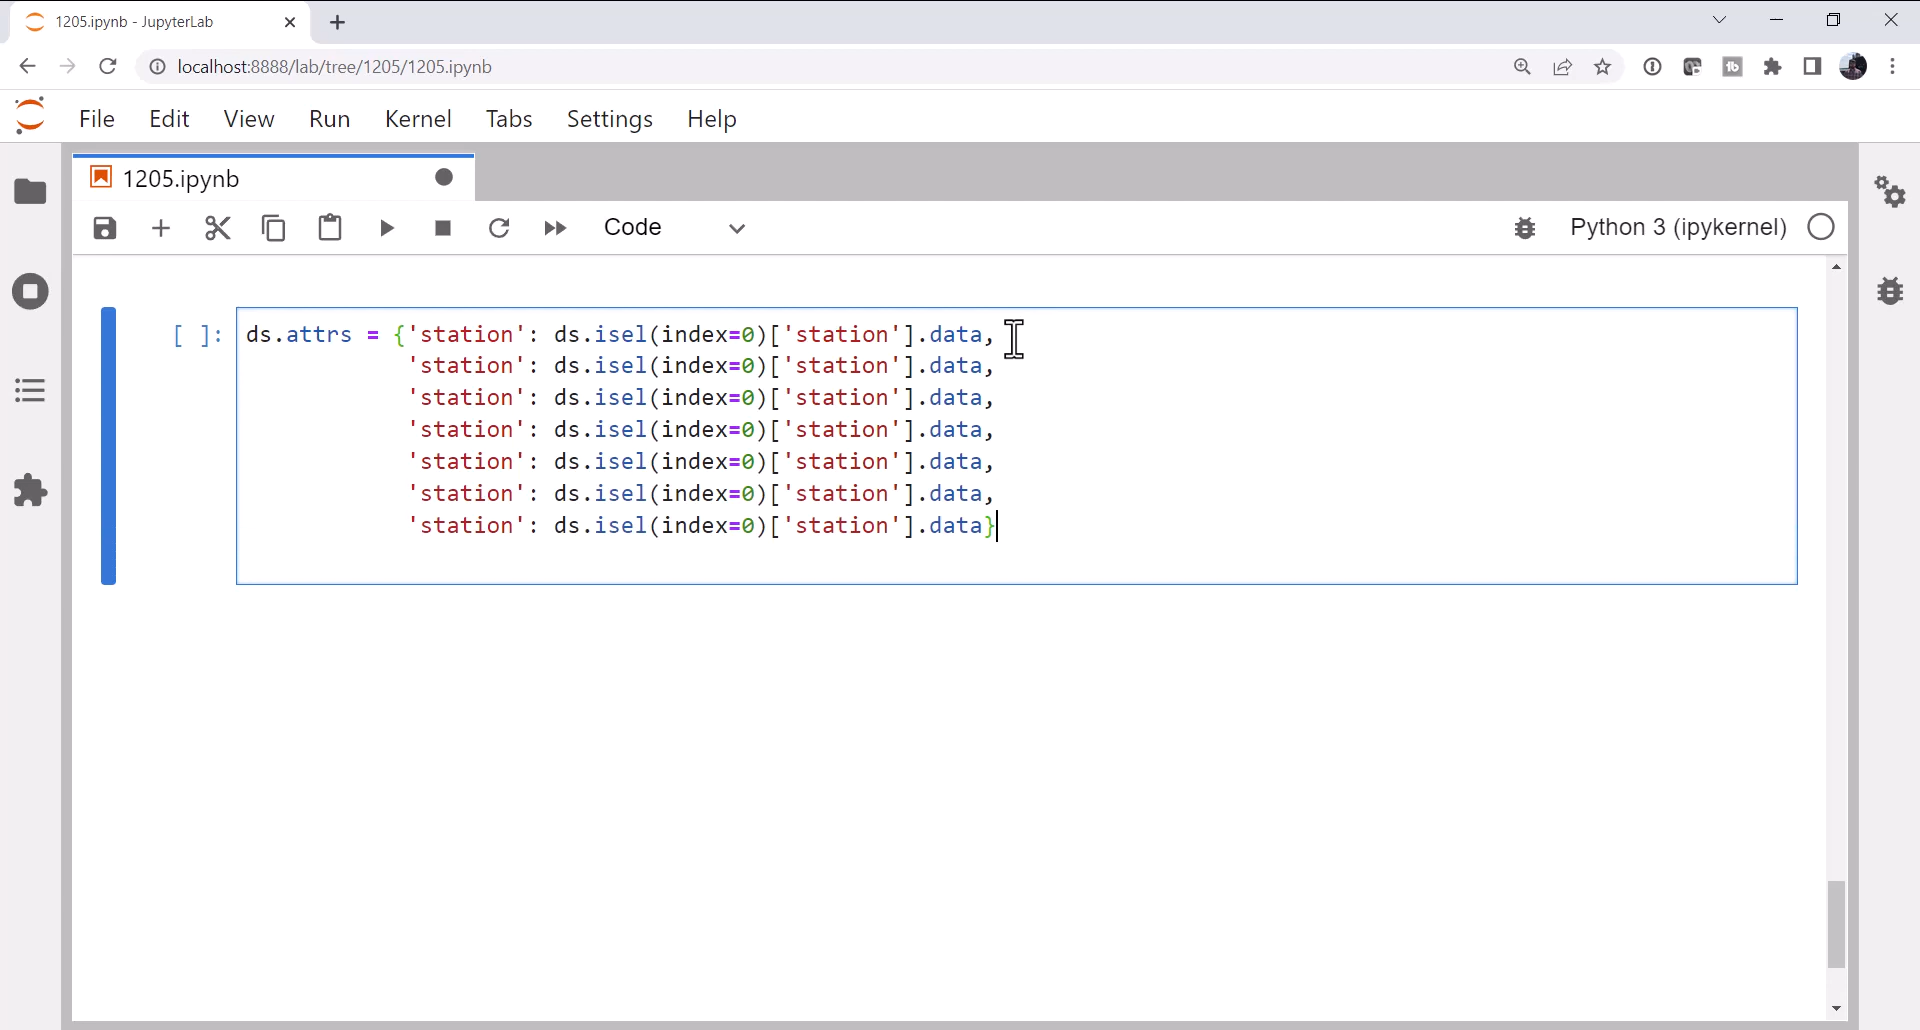 1205.ipynb - JupyterLab
localhost:8888/lab/tree/1205/1205.ipynb
File Edit View Run Kernel Tabs Settings Help
1205.ipynb
Code Python 3 (ipykernel)
[ ]: ds.attrs = {'station': ds.isel(index=0)['station'].data,
'station': ds.isel(index=0)['station'].data,
'station': ds.isel(index=0)['station'].data,
'station': ds.isel(index=0)['station'].data,
'station': ds.isel(index=0)['station'].data,
'station': ds.isel(index=0)['station'].data,
'station': ds.isel(index=0)['station'].data}